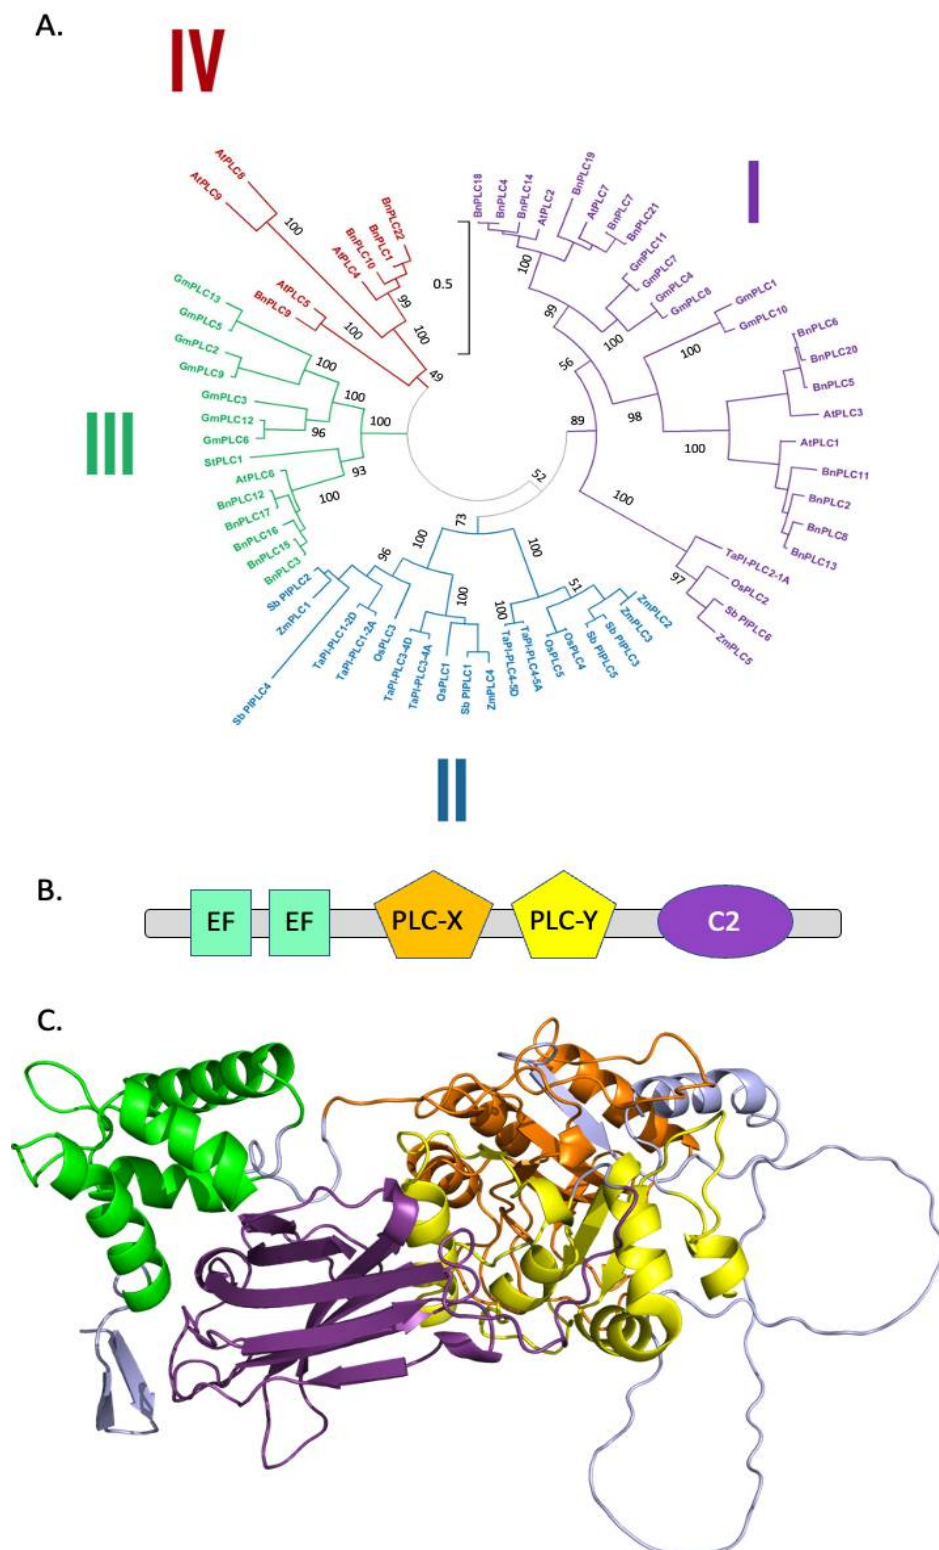 A.
IV
I
AtPLC8
AtPLC9
100
BnPLC22
BnPLC1
BnPLC10
AtPLC4
99
100
AtPLC5
BnPLC9
100
49
0.5
BnPLC18
BnPLC4
BnPLC14
AtPLC2
BnPLC19
AtPLC7
BnPLC7
BnPLC21
100
GmPLC11
GmPLC7
GmPLC4
GmPLC8
99
100
GmPLC1
GmPLC10
100
56
98
BnPLC6
BnPLC20
BnPLC5
AtPLC3
100
AtPLC1
BnPLC11
BnPLC2
BnPLC8
BnPLC13
89
100
TaPI-PLC2-1A
OsPLC2
Sb PIPLC6
ZmPLC5
97
52
III
GmPLC13
GmPLC5
GmPLC2
GmPLC9
GmPLC3
GmPLC12
GmPLC6
StPLC1
AtPLC6
BnPLC12
BnPLC17
BnPLC16
BnPLC15
BnPLC3
100
100
96
100
93
100
Sb PIPLC2
ZmPLC1
Sb PIPLC4
TaPI-PLC1-2D
TaPI-PLC1-2A
OsPLC3
TaPI-PLC3-4D
TaPI-PLC3-4A
OsPLC1
Sb PIPLC1
ZmPLC4
TaPI-PLC4-5D
TaPI-PLC4-5A
OsPLC5
OsPLC4
Sb PIPLC5
Sb PIPLC3
ZmPLC3
ZmPLC2
96
100
73
100
100
100
51
II
B.
EF
EF
PLC-X
PLC-Y
C2
C.